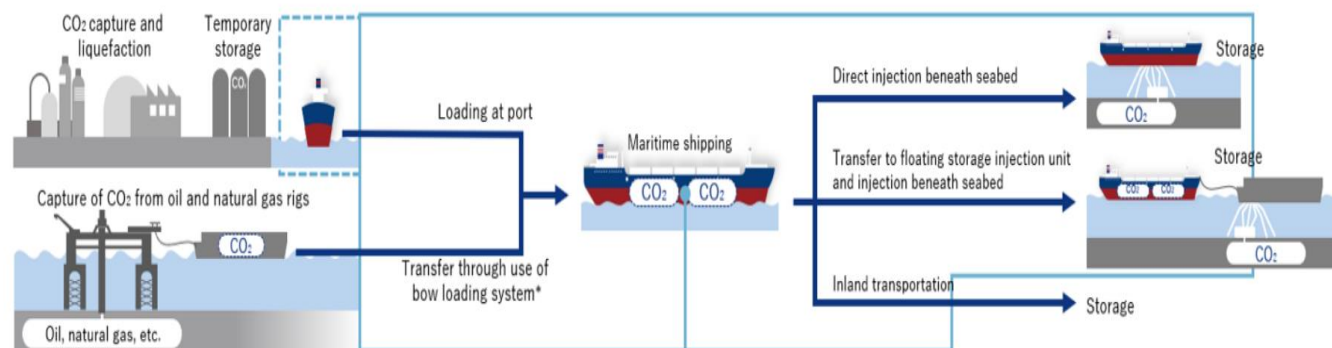 CO₂ capture and
liquefaction
Temporary
storage
CO₂
Loading at port
Capture of CO₂ from oil and natural gas rigs
CO₂
Transfer through use of
bow loading system*
Oil, natural gas, etc.
Maritime shipping
CO₂ CO₂
Direct injection beneath seabed
Storage
CO₂
Transfer to floating storage injection unit
and injection beneath seabed
Storage
CO₂ CO₂
CO₂
Inland transportation
Storage